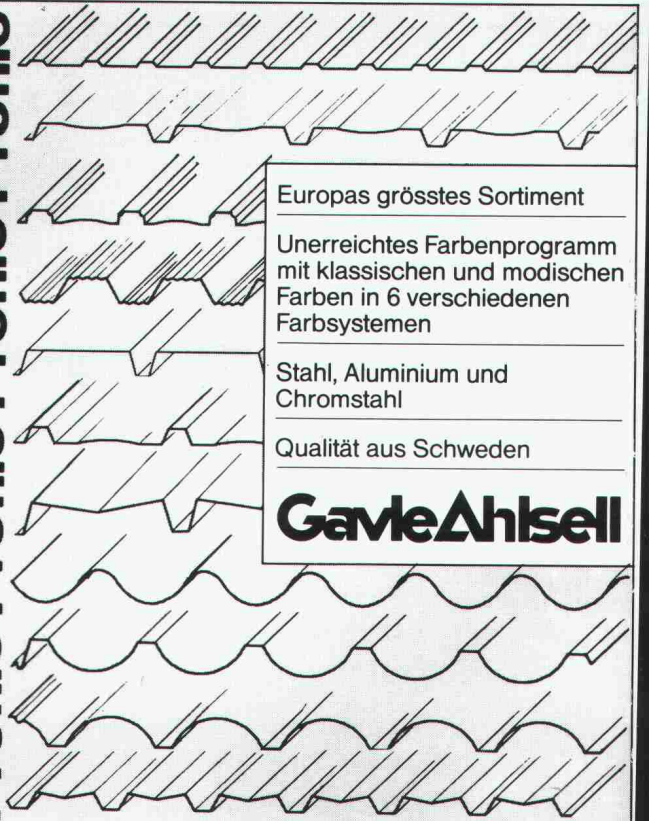 Europas grösstes Sortiment
Unerreichtes Farbenprogramm
mit klassischen und modischen
Farben in 6 verschiedenen
Farbsystemen
Stahl, Aluminium und
Chromstahl
Qualität aus Schweden
GavleAhlsell